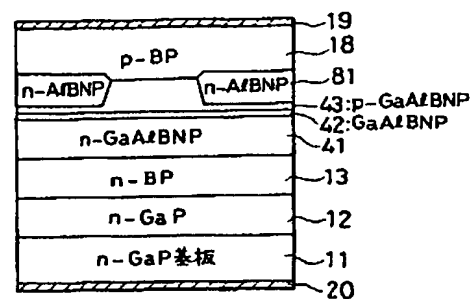 19
p-BP
18
n-AℓBNP
n-AℓBNP
81
43:p-GaAℓBNP
42:GaAℓBNP
n-GaAℓBNP
41
n-BP
13
n-GaP
12
n-GaP基板
11
20